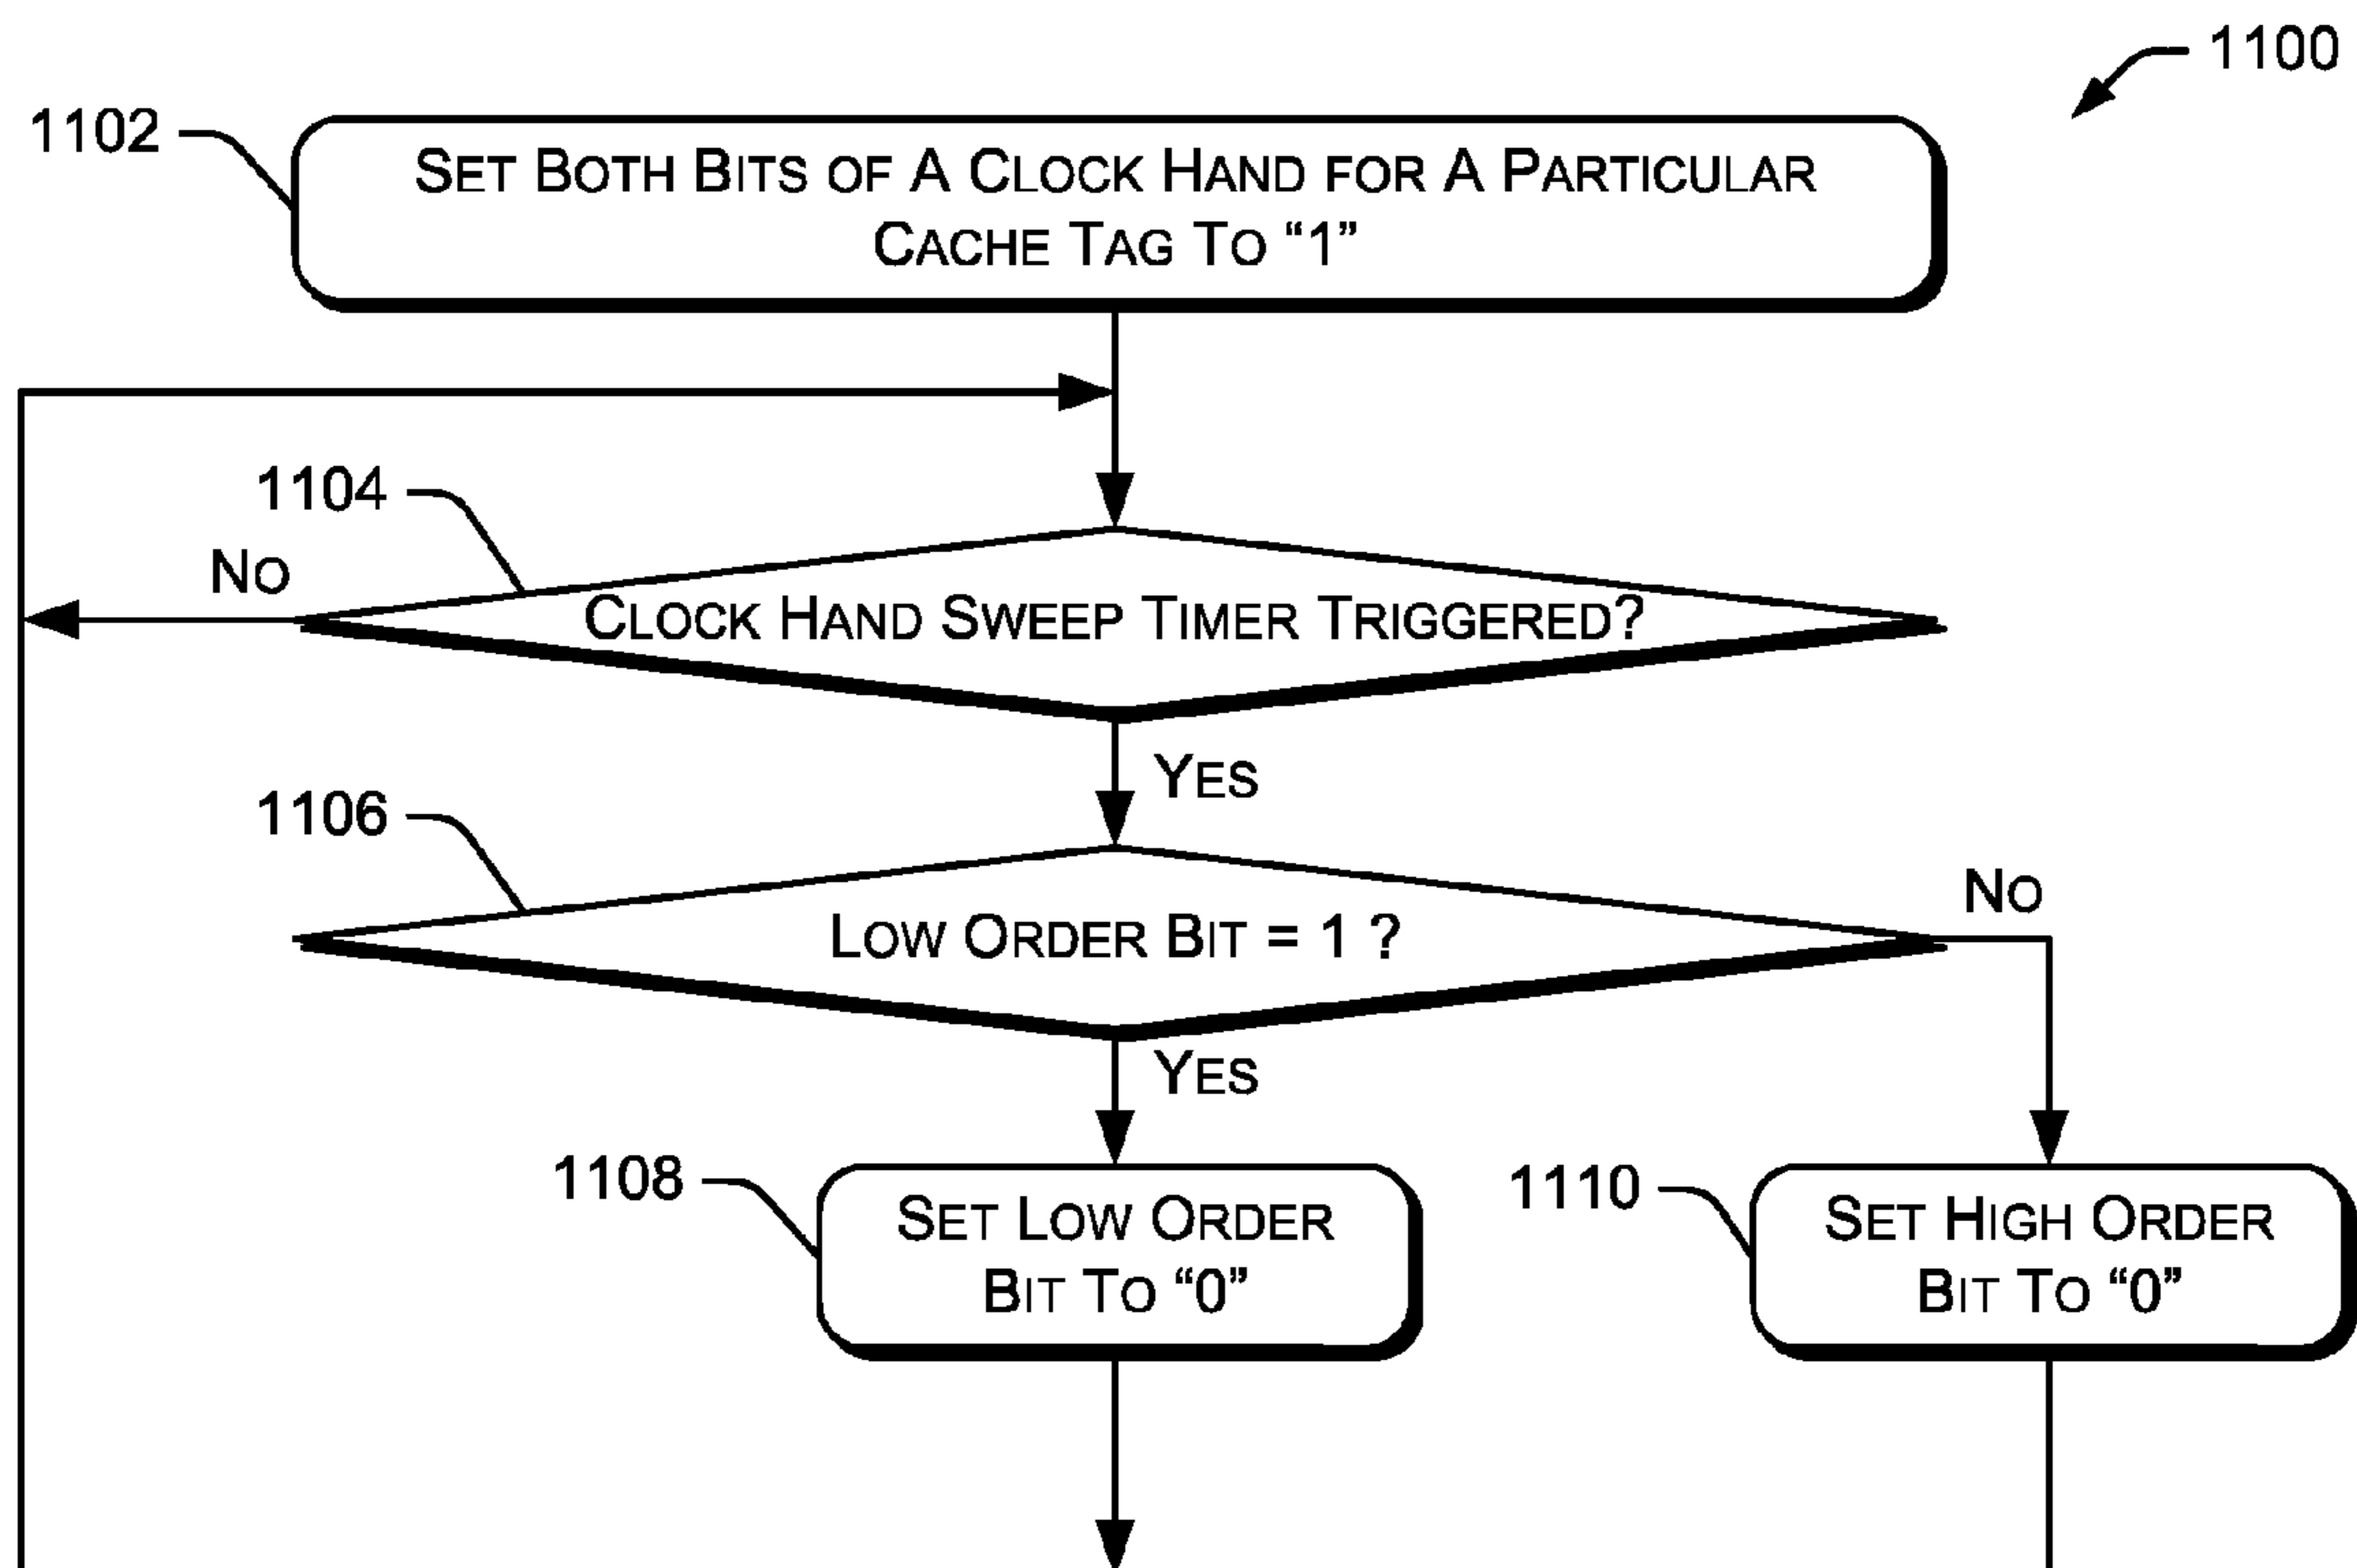 1100
1102
SET BOTH BITS OF A CLOCK HAND FOR A PARTICULAR
CACHE TAG TO “1”
1104
NO
CLOCK HAND SWEEP TIMER TRIGGERED?
YES
1106
NO
LOW ORDER BIT = 1 ?
YES
1108
SET LOW ORDER
BIT TO “0”
1110
SET HIGH ORDER
BIT TO “0”